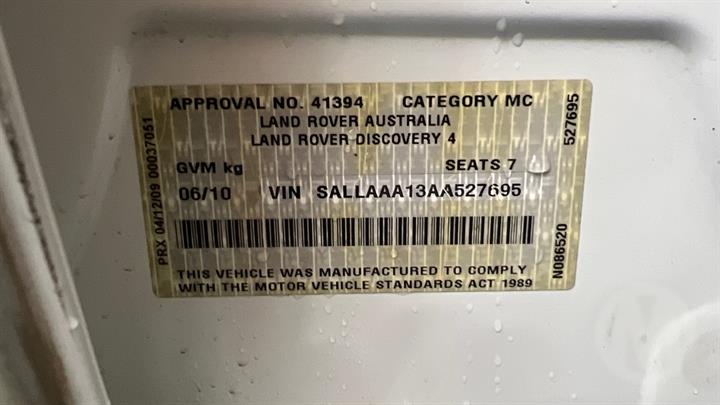 APPROVAL NO. 41394 CATEGORY MC
LAND ROVER AUSTRALIA
LAND ROVER DISCOVERY 4
GVM kg SEATS 7
06/10 VIN SALLAAA13AA527695
THIS VEHICLE WAS MANUFACTURED TO COMPLY
WITH THE MOTOR VEHICLE STANDARDS ACT 1989
PRX 04/12/09 00037051
527695
N086520